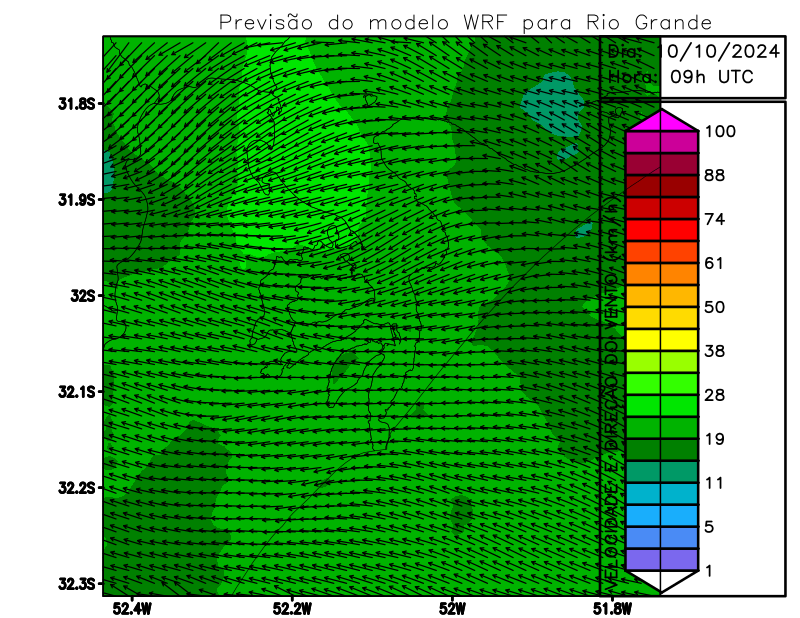 Previsão do modelo WRF para Rio Grande
Dia: 10/10/2024
Hora: 09h UTC
31.8S
31.9S
32S
32.1S
32.2S
32.3S
52.4W
52.2W
52W
51.8W
VELOCIDADE E DIREÇÃO DO VENTO (km/h)
100
88
74
61
50
38
28
19
11
5
1